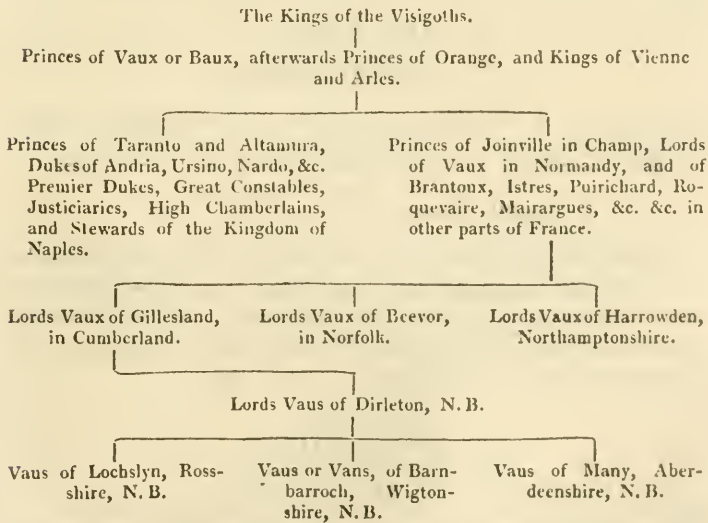 The Kings of the Visigoths.
Princes of Vaux or Baux, afterwards Princes of Orange, and Kings of Vienne
and Arles.
Princes of Taranto and Altamura,
Dukes of Andria, Ursino, Nardo, &c.
Premier Dukes, Great Constables,
Justiciaries, High Chamberlains,
and Stewards of the Kingdom of
Naples.
Princes of Joinville in Champ, Lords
of Vaux in Normandy, and of
Brantoux, Istres, Puirichard, Ro-
quevaire, Mairargues, &c. &c. in
other parts of France.
Lords Vaux of Gillesland,
in Cumberland.
Lords Vaux of Beevor,
in Norfolk.
Lords Vaux of Harrowden,
Northamptonshire.
Lords Vaus of Dirleton, N. B.
Vaus of Lochslyn, Ross-
shire, N. B.
Vaus or Vans, of Barn-
barroch, Wigton-
shire, N. B.
Vaus of Many, Aber-
deenshire, N. B.